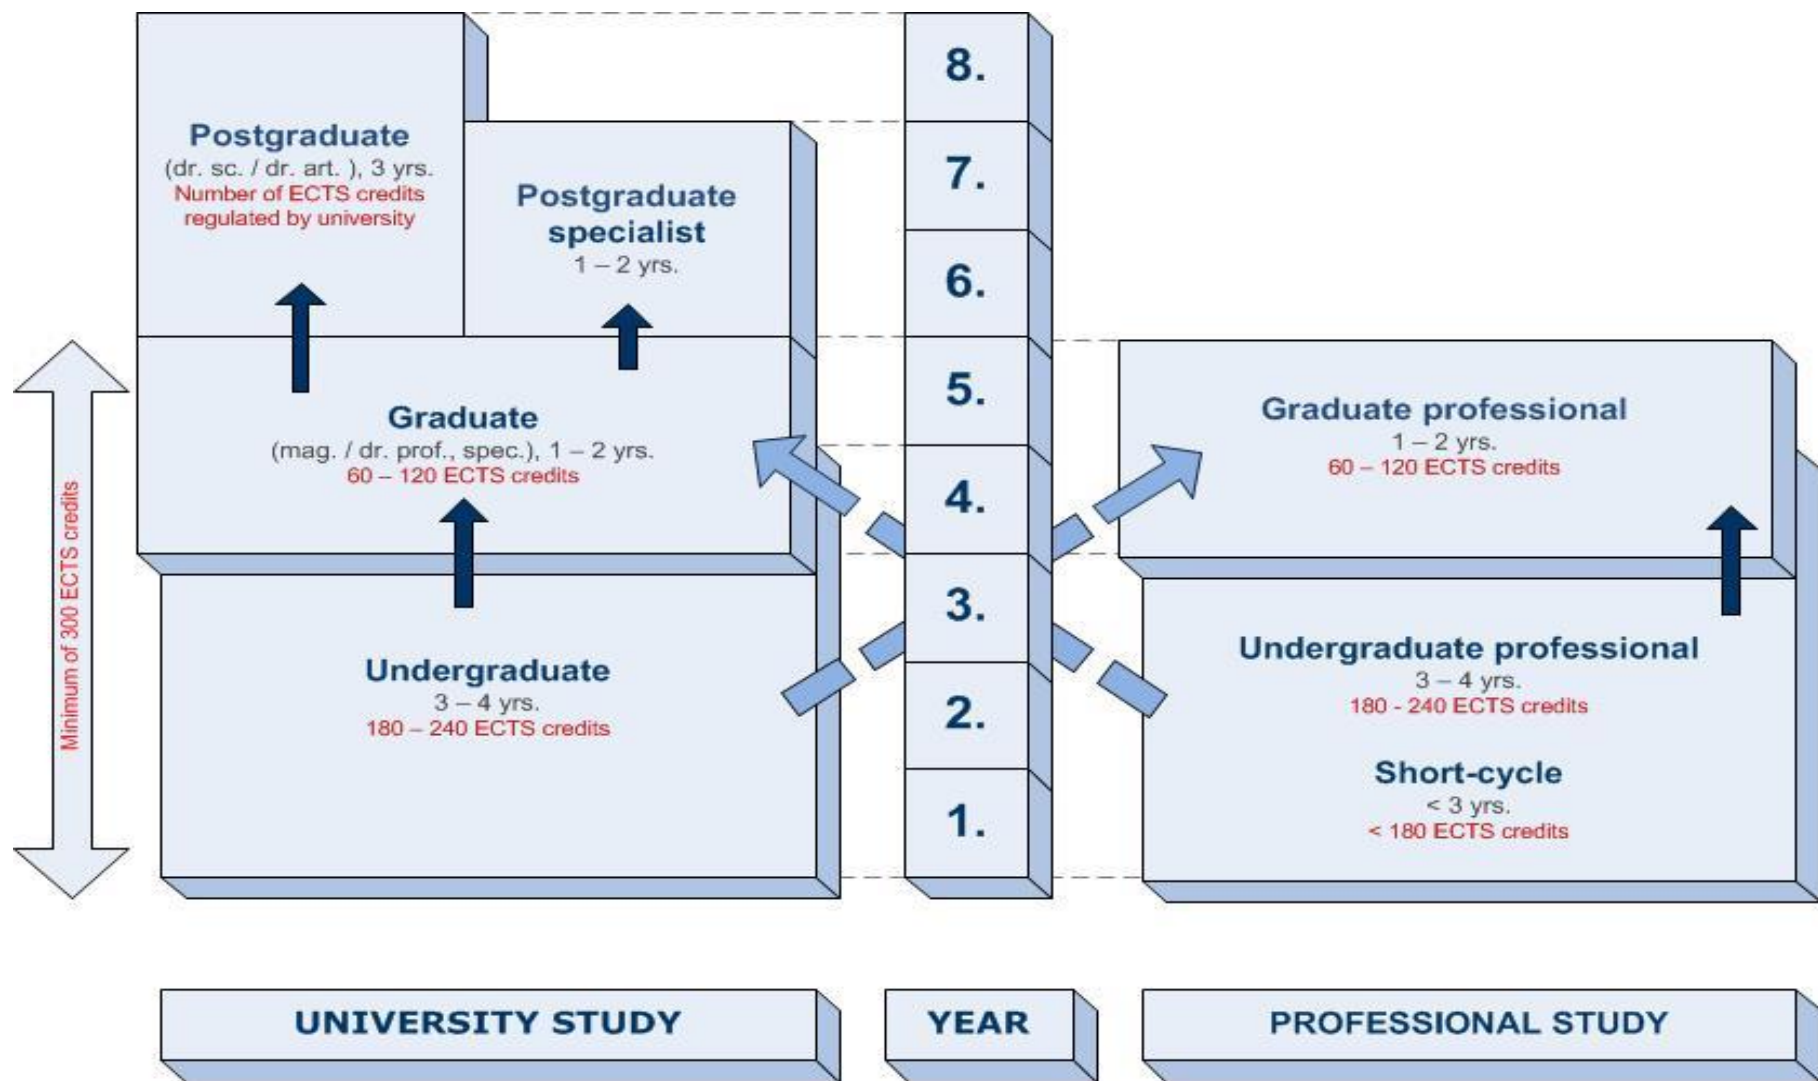 Postgraduate
(dr. sc. / dr. art. ), 3 yrs.
Number of ECTS credits
regulated by university
Postgraduate
specialist
1 – 2 yrs.
Graduate
(mag. / dr. prof., spec.), 1 – 2 yrs.
60 – 120 ECTS credits
Undergraduate
3 – 4 yrs.
180 – 240 ECTS credits
Minimum of 300 ECTS credits
8.
7.
6.
5.
4.
3.
2.
1.
Graduate professional
1 – 2 yrs.
60 – 120 ECTS credits
Undergraduate professional
3 – 4 yrs.
180 - 240 ECTS credits
Short-cycle
< 3 yrs.
< 180 ECTS credits
UNIVERSITY STUDY
YEAR
PROFESSIONAL STUDY